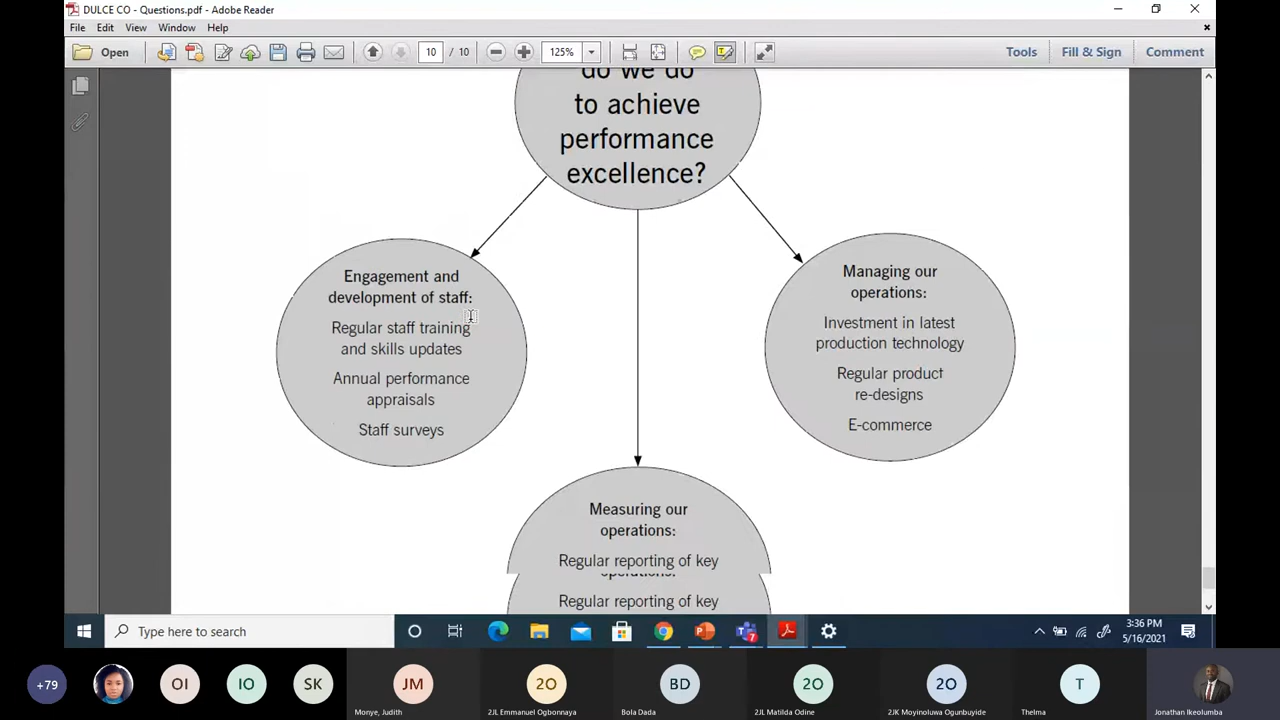 DULCE CO - Questions.pdf - Adobe Reader
File Edit View Window Help
Open 10 / 10 125% Tools Fill & Sign Comment
do we do
to achieve
performance
excellence?
Engagement and
development of staff:
Regular staff training
and skills updates
Annual performance
appraisals
Staff surveys
Managing our
operations:
Investment in latest
production technology
Regular product
re-designs
E-commerce
Measuring our
operations:
Regular reporting of key
operations:
Regular reporting of key
Type here to search
7
3:36 PM
5/16/2021
+79 OI IO SK JM 2O BD 2O 2O T
Monye, Judith 2JL Emmanuel Ogbonnaya Bola Dada 2JL Matilda Odine 2JK Moyinoluwa Ogunbuyide Thelma Jonathan Ikeolumba